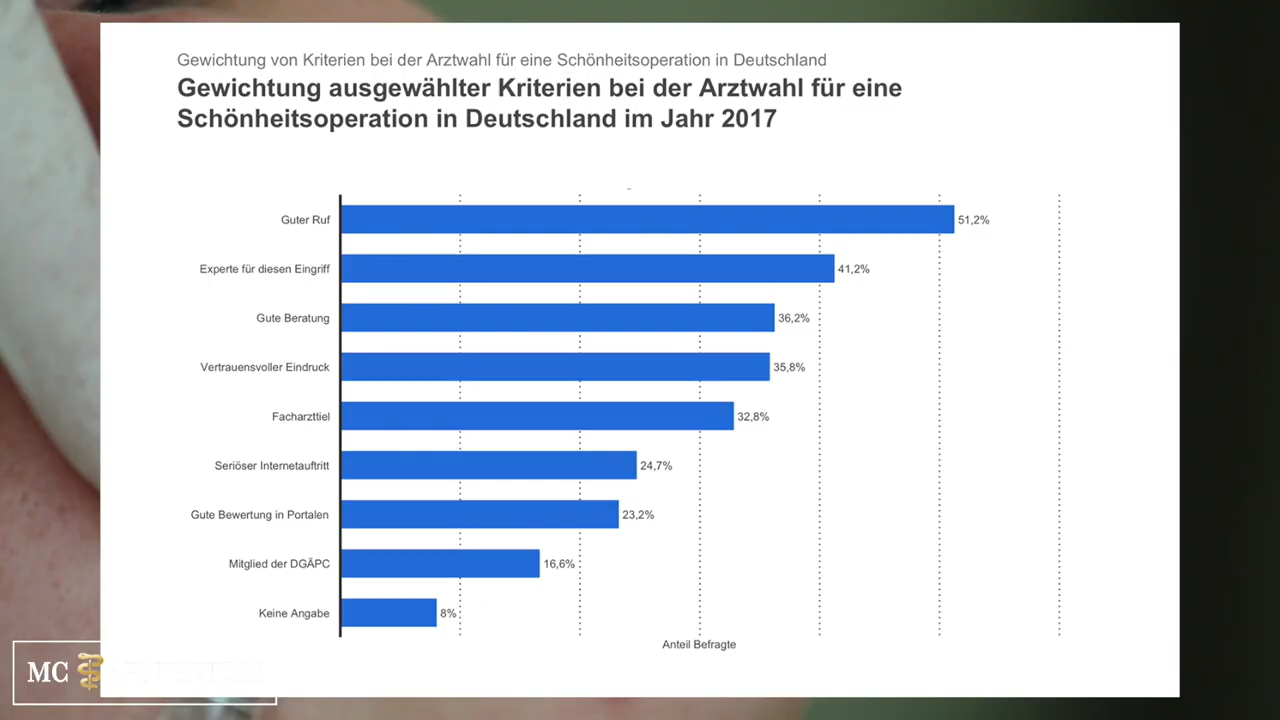 Gewichtung von Kriterien bei der Arztwahl für eine Schönheitsoperation in Deutschland
Gewichtung ausgewählter Kriterien bei der Arztwahl für eine
Schönheitsoperation in Deutschland im Jahr 2017
Guter Ruf 51,2%
Experte für diesen Eingriff 41,2%
Gute Beratung 36,2%
Vertrauensvoller Eindruck 35,8%
Facharzttiel 32,8%
Seriöser Internetauftritt 24,7%
Gute Bewertung in Portalen 23,2%
Mitglied der DGÄPC 16,6%
Keine Angabe 8%
Anteil Befragte
MC